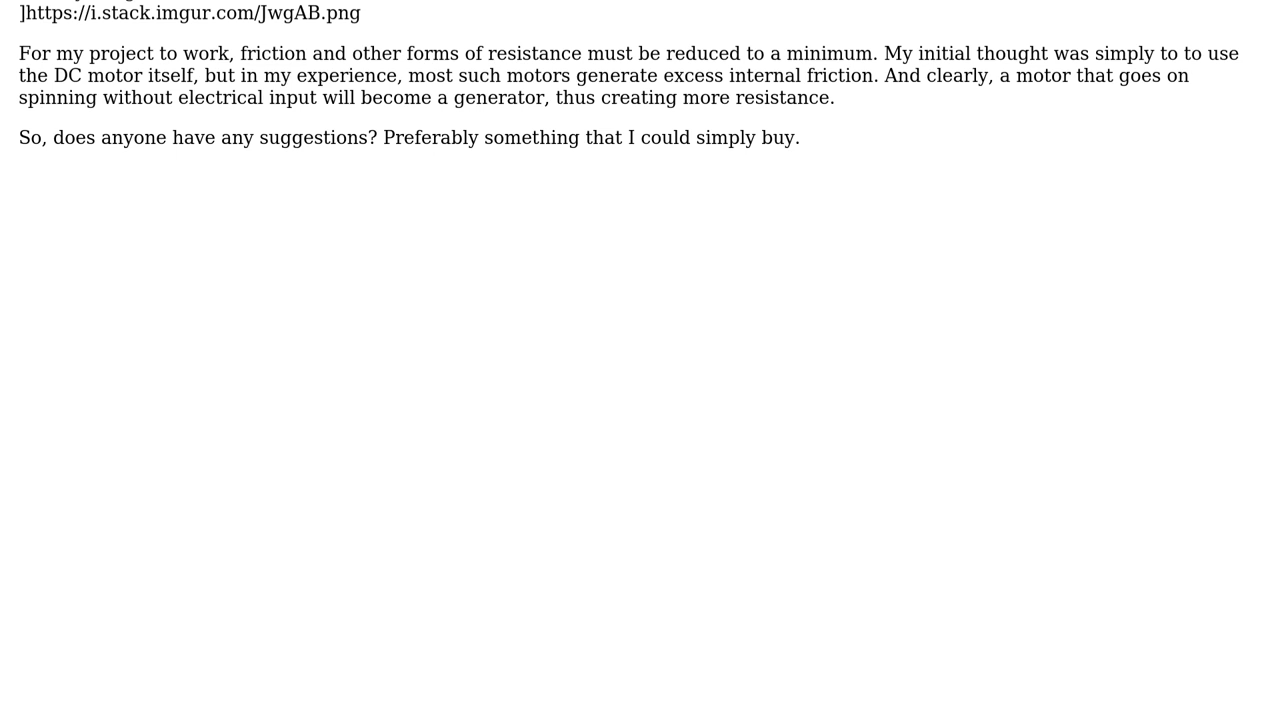 ]https://i.stack.imgur.com/JwgAB.png
For my project to work, friction and other forms of resistance must be reduced to a minimum. My initial thought was simply to to use
the DC motor itself, but in my experience, most such motors generate excess internal friction. And clearly, a motor that goes on
spinning without electrical input will become a generator, thus creating more resistance.
So, does anyone have any suggestions? Preferably something that I could simply buy.